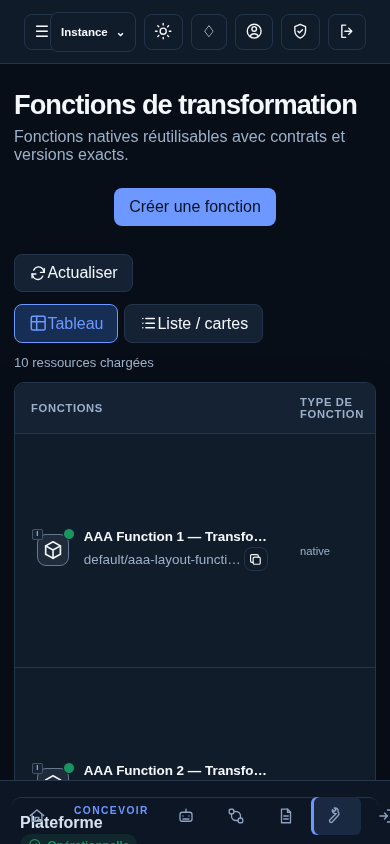 Instance
Fonctions de transformation
Fonctions natives réutilisables avec contrats et
versions exacts.
Créer une fonction
Actualiser
Tableau
Liste / cartes
10 ressources chargées
FONCTIONS
TYPE DE
FONCTION
AAA Function 1 — Transfo…
default/aaa-layout-functi…
native
AAA Function 2 — Transfo…
CONCEVOIR
Plateforme
Opérationnelle